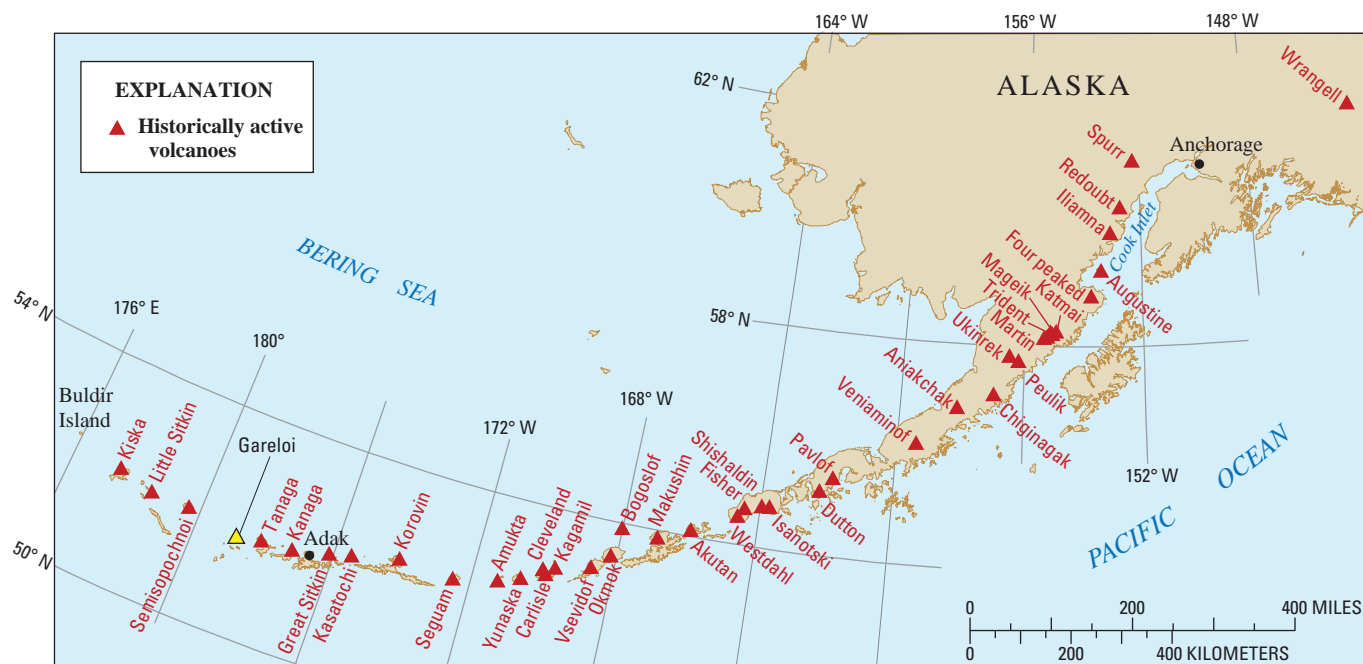 164° W
156° W
148° W
EXPLANATION
Historically active
volcanoes
62° N
ALASKA
Wrangell
Spurr
Anchorage
Redoubt
Iliamna
Cook Inlet
BERING SEA
Four peaked
Augustine
Mageik
Katmai
Trident
Martin
54° N
176° E
58° N
Ukinrek
Peulik
180°
Aniakchak
Chiginagak
Buldir
Island
168° W
Veniaminof
Kiska
Little Sitkin
Gareloi
172° W
Shishaldin
Pavlof
152° W
OCEAN
PACIFIC
Fisher
Dutton
Semisopochnoi
Tanaga
Kanaga
Adak
Korovin
Bogoslof
Makushin
Isanotski
Westdahl
Akutan
50° N
Great Sitkin
Kasatochi
Seguam
Amukta
Yunaska
Cleveland
Carlisle
Kagamil
Vsevidof
Okmok
0 200 400 MILES
0 200 400 KILOMETERS